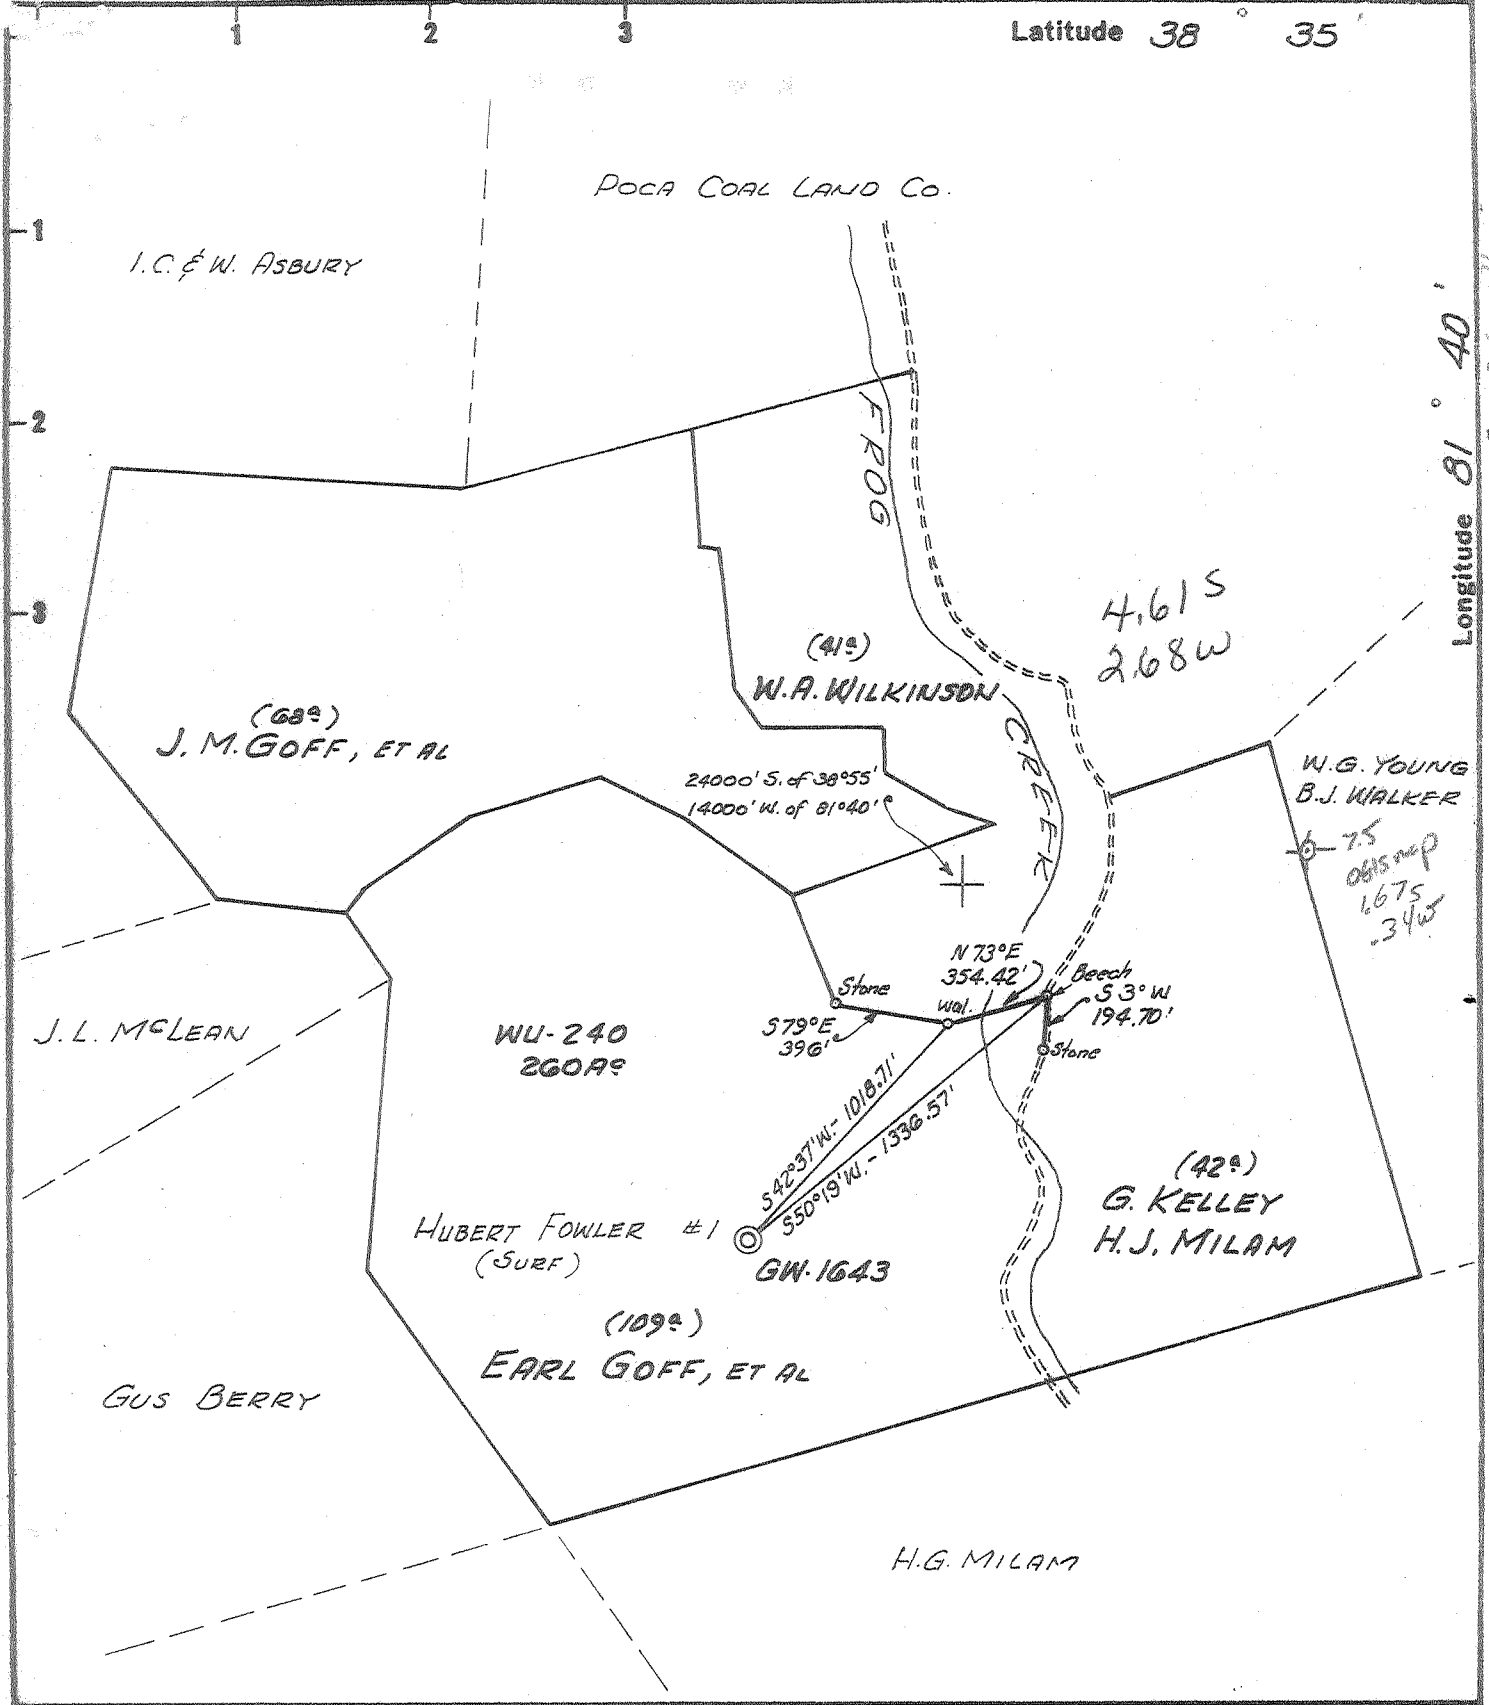 1 2 3 Latitude 38° 35'
POCA COAL LAND CO.
1
I.C. & W. ASBURY
Longitude 81° 40'
2
FROG
3
4.61 S
2.68 W
(41ª)
W.A. WILKINSON
(68ª)
J. M. GOFF, ET AL
CREEK
24000' S. of 38°55'
14000' W. of 81°40'
W.G. YOUNG
B.J. WALKER
7.5
map
1.67 S
.34 W
N 73° E
354.42'
Beech
Stone
S 3° W
194.70'
Wal.
S 79° E
396'
Stone
J.L. McLEAN
WU-240
260 Ac
S 42°37' W. - 1018.71'
S 50°19' W. - 1336.57'
(42ª)
G. KELLEY
H.J. MILAM
HUBERT FOWLER #1
(SURF)
GW-1643
(109ª)
EARL GOFF, ET AL
GUS BERRY
H.G. MILAM